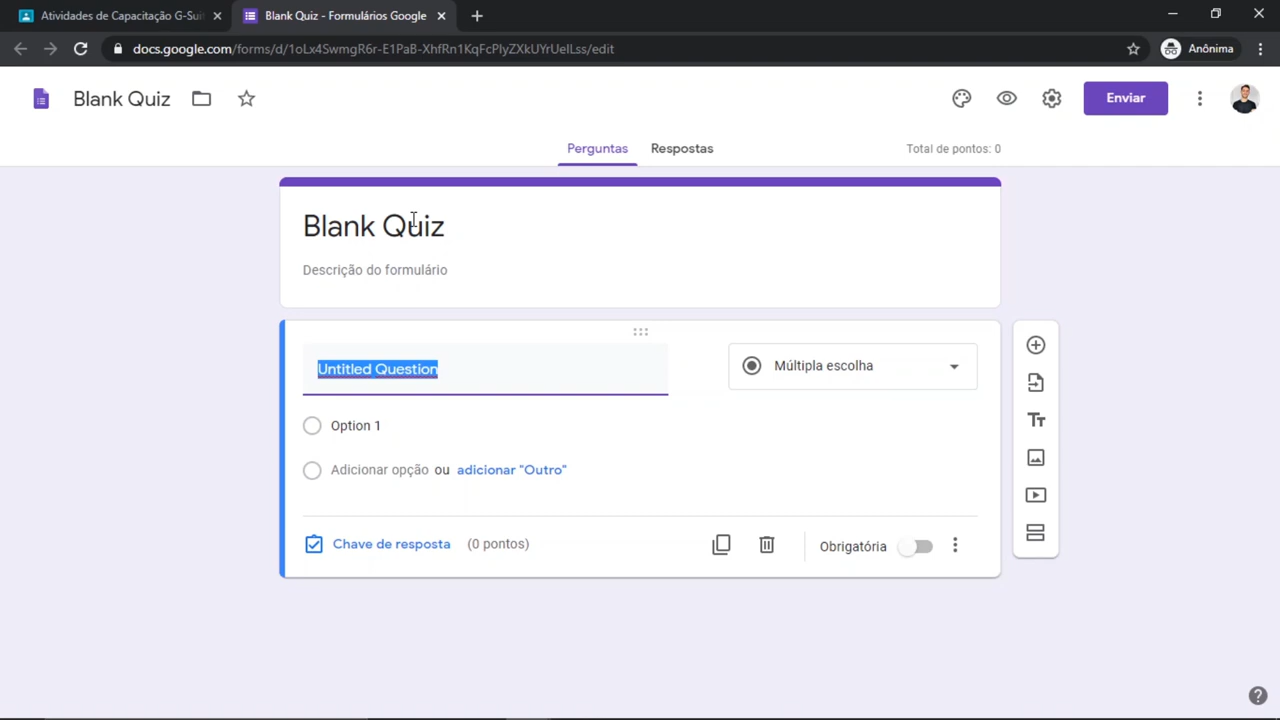 Atividades de Capacitação G-Sui
Blank Quiz - Formulários Google
docs.google.com/forms/d/1oLx4SwmgR6r-E1PaB-XhfRn1KqFcPIyZXkUYrUelLss/edit
Anônima
Blank Quiz
Enviar
Perguntas
Respostas
Total de pontos: 0
Blank Quiz
Descrição do formulário
Untitled Question
Múltipla escolha
Option 1
Adicionar opção ou adicionar "Outro"
Chave de resposta (0 pontos)
Obrigatória